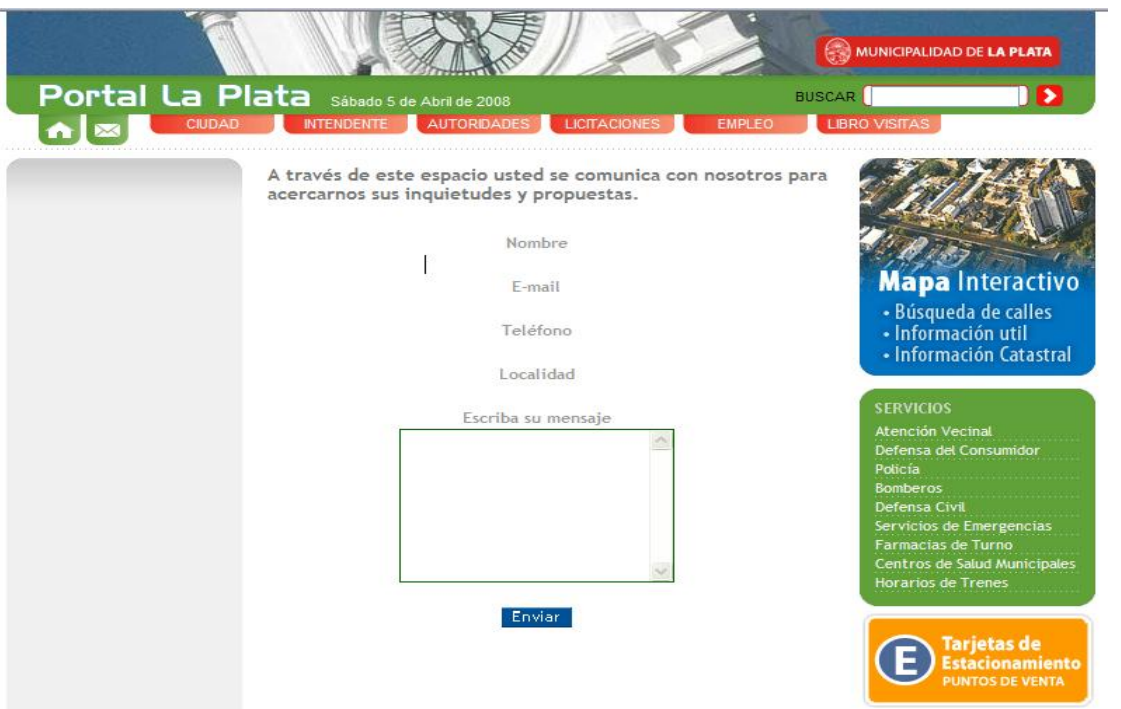 MUNICIPALIDAD DE LA PLATA
Portal La Plata Sábado 5 de Abril de 2008 BUSCAR
CIUDAD INTENDENTE AUTORIDADES LICITACIONES EMPLEO LIBRO VISITAS
A través de este espacio usted se comunica con nosotros para
acercarnos sus inquietudes y propuestas.
Nombre
E-mail
Teléfono
Localidad
Escriba su mensaje
Enviar
Mapa Interactivo
• Búsqueda de calles
• Información util
• Información Catastral
SERVICIOS
Atención Vecinal
Defensa del Consumidor
Policía
Bomberos
Defensa Civil
Servicios de Emergencias
Farmacias de Turno
Centros de Salud Municipales
Horarios de Trenes
E
Tarjetas de
Estacionamiento
PUNTOS DE VENTA